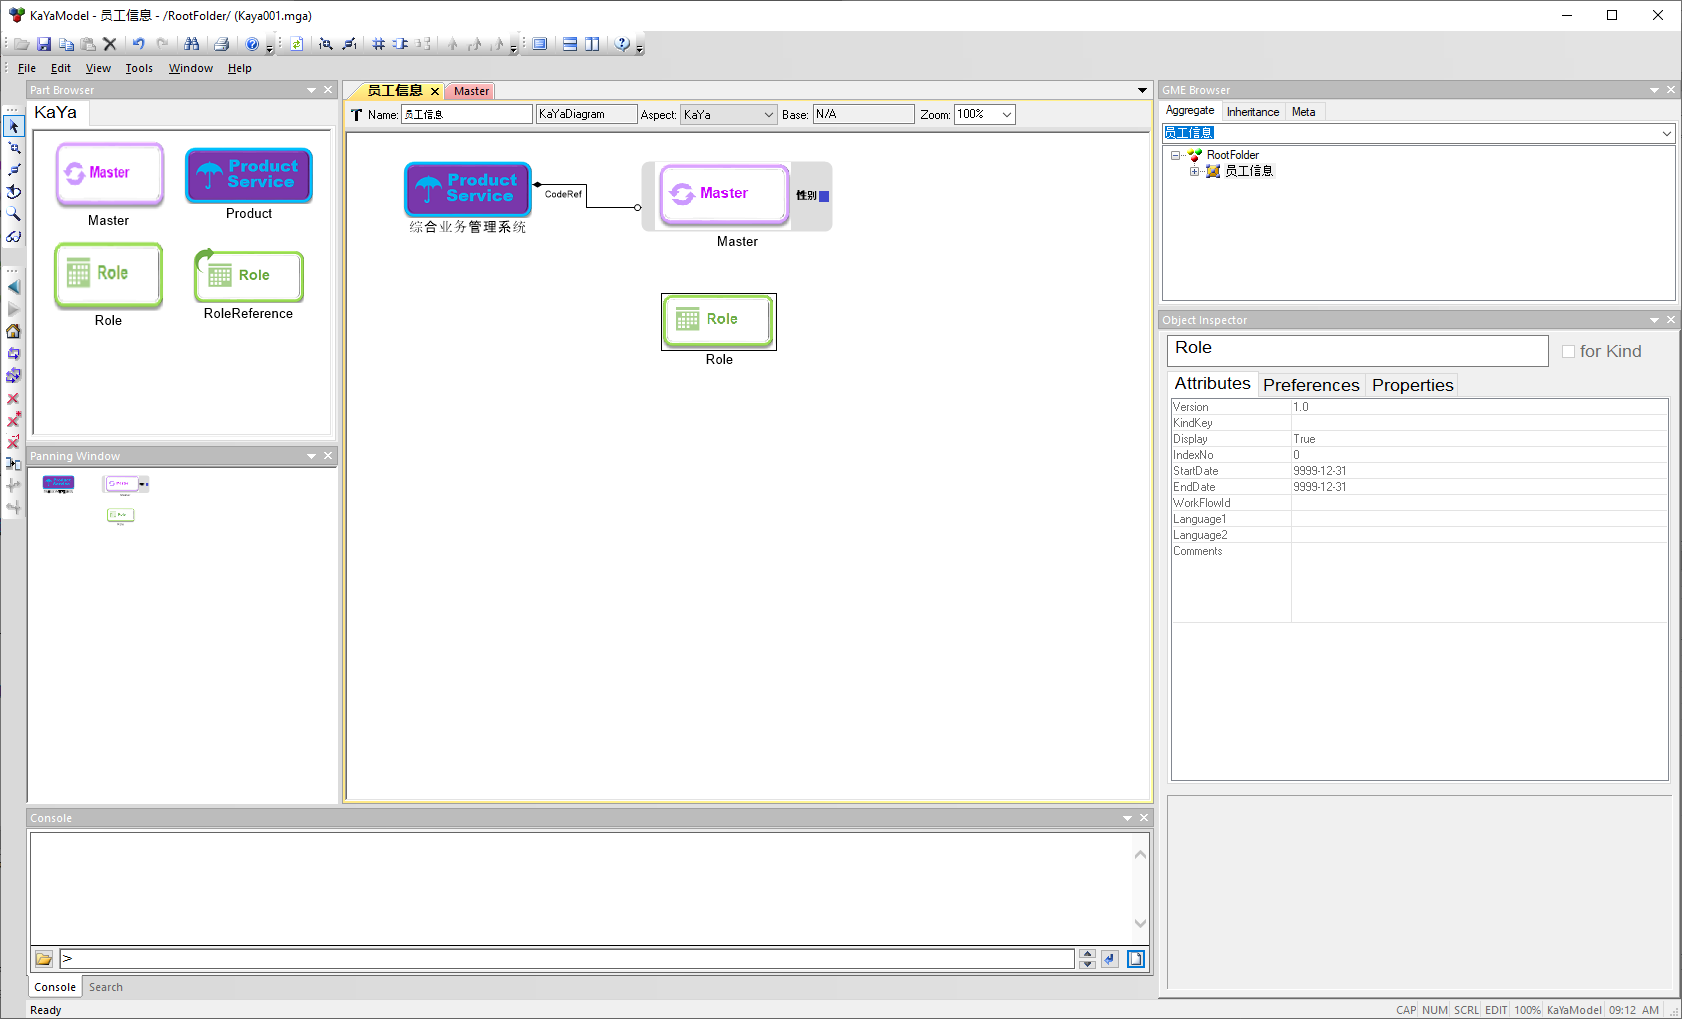 KaYaModel - 员工信息 - /RootFolder/ (Kaya001.mga)
File Edit View Tools Window Help
Part Browser
KaYa
Master
Master
Product Service
Product
Role
Role
Role
RoleReference
Panning Window
员工信息
Master
Name: 员工信息 KaYaDiagram Aspect: KaYa Base: N/A Zoom: 100%
Product Service
综合业务管理系统
CodeRef
Master
性别
Master
Role
Role
GME Browser
Aggregate Inheritance Meta
员工信息
RootFolder
员工信息
Object Inspector
Role
for Kind
Attributes Preferences Properties
Version 1.0
KindKey
Display True
IndexNo 0
StartDate 9999-12-31
EndDate 9999-12-31
WorkFlowId
Language1
Language2
Comments
Console
>
Console Search
Ready
CAP NUM SCRL EDIT 100% KaYaModel 09:12 AM